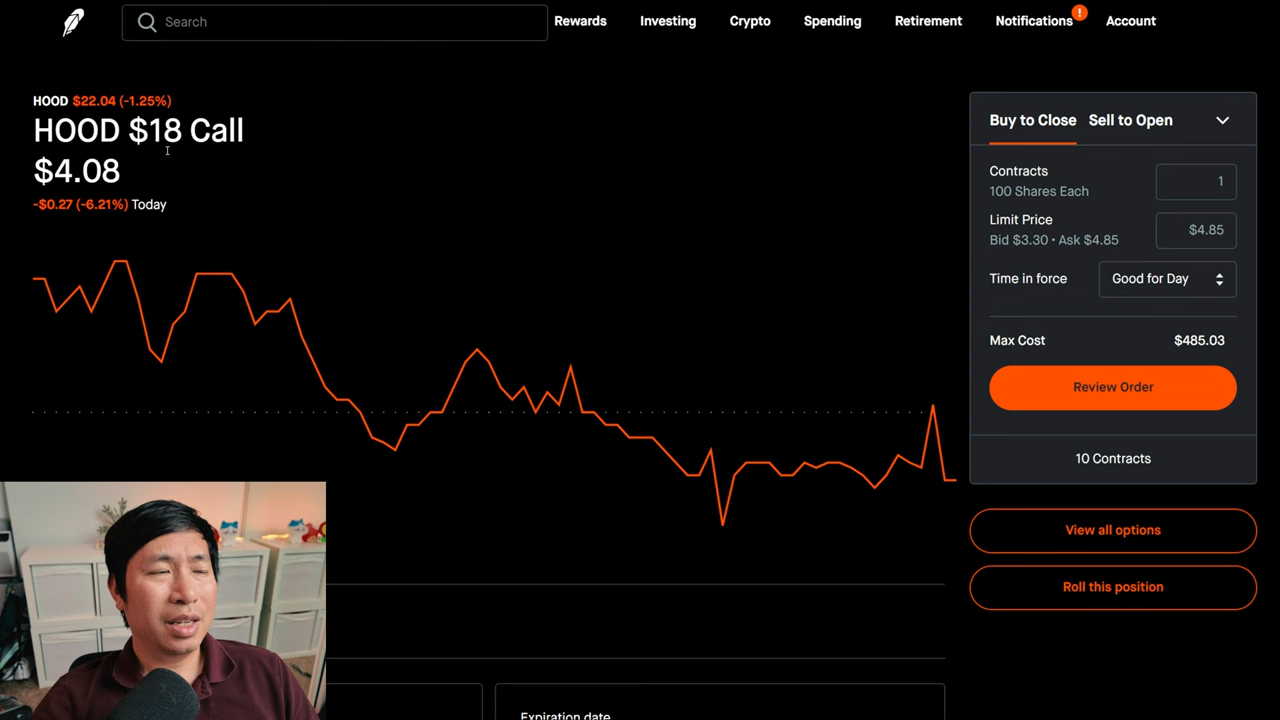 Search
Rewards
Investing
Crypto
Spending
Retirement
Notifications
!
Account
HOOD $22.04 (-1.25%)
HOOD $18 Call
$4.08
-$0.27 (-6.21%) Today
Buy to Close
Sell to Open
Contracts
1
100 Shares Each
Limit Price
$4.85
Bid $3.30 • Ask $4.85
Time in force
Good for Day
Max Cost
$485.03
Review Order
10 Contracts
View all options
Roll this position
Expiration date